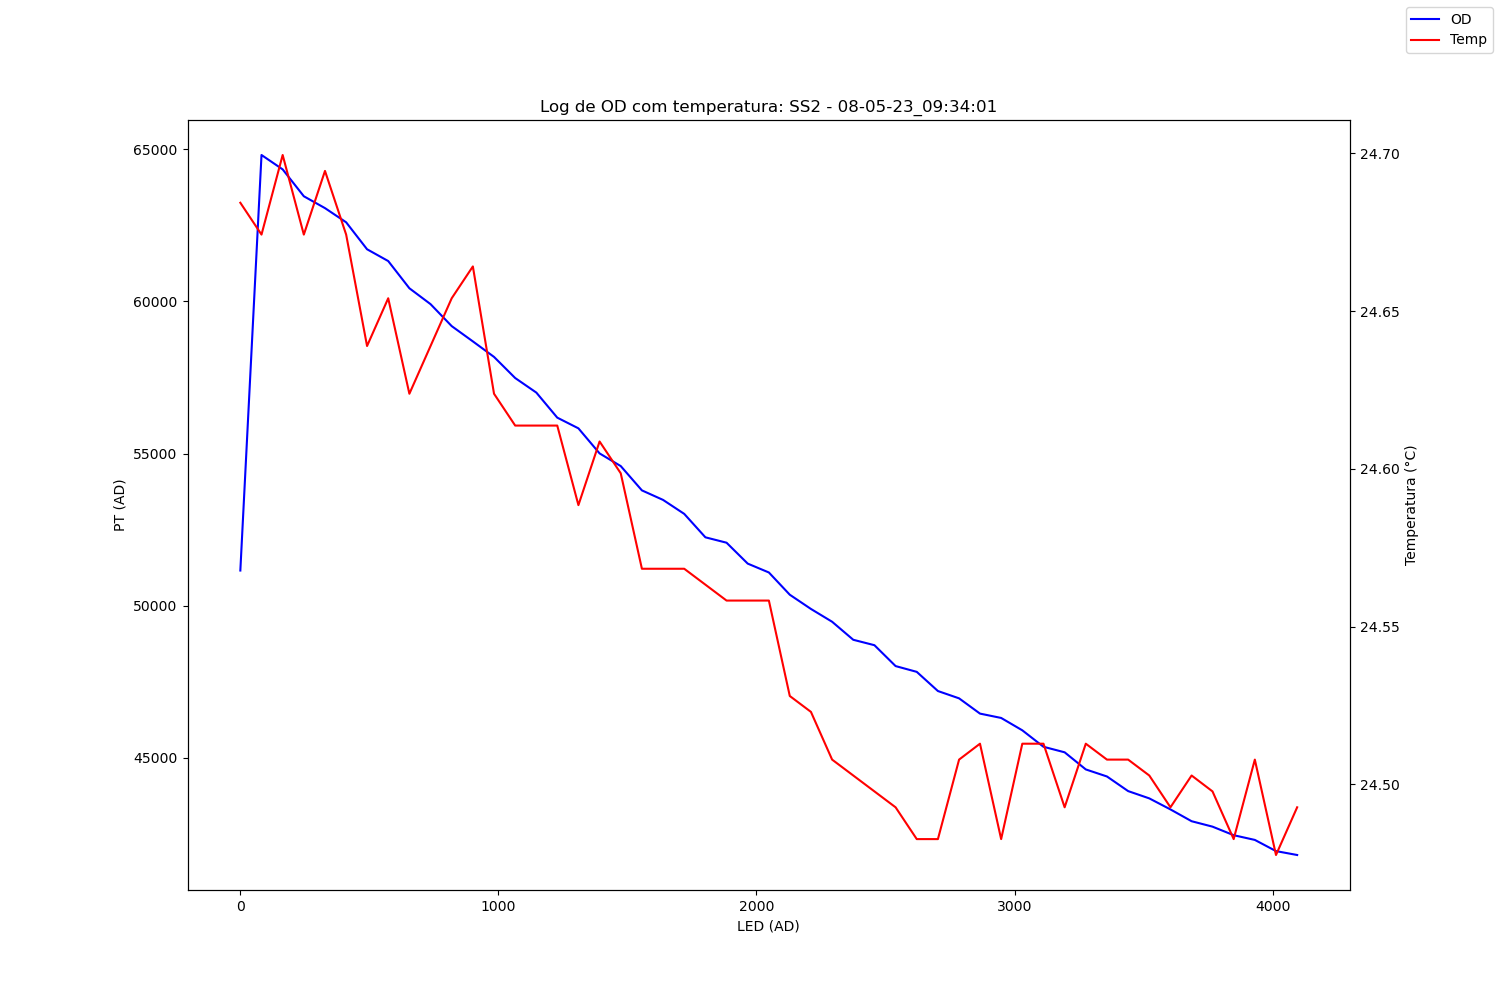 OD
Temp
Log de OD com temperatura: SS2 - 08-05-23_09:34:01
65000
60000
55000
50000
45000
PT (AD)
24.70
24.65
24.60
24.55
24.50
Temperatura (°C)
0 1000 2000 3000 4000
LED (AD)